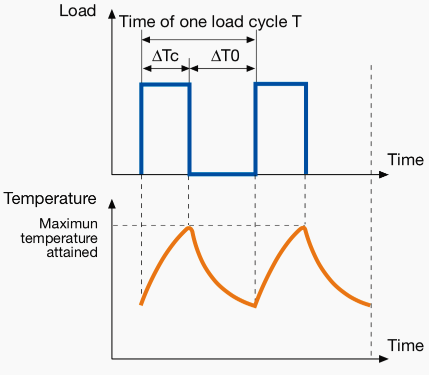 Load
Time of one load cycle T
ΔTc
ΔT0
Time
Temperature
Maximun
temperature
attained
Time